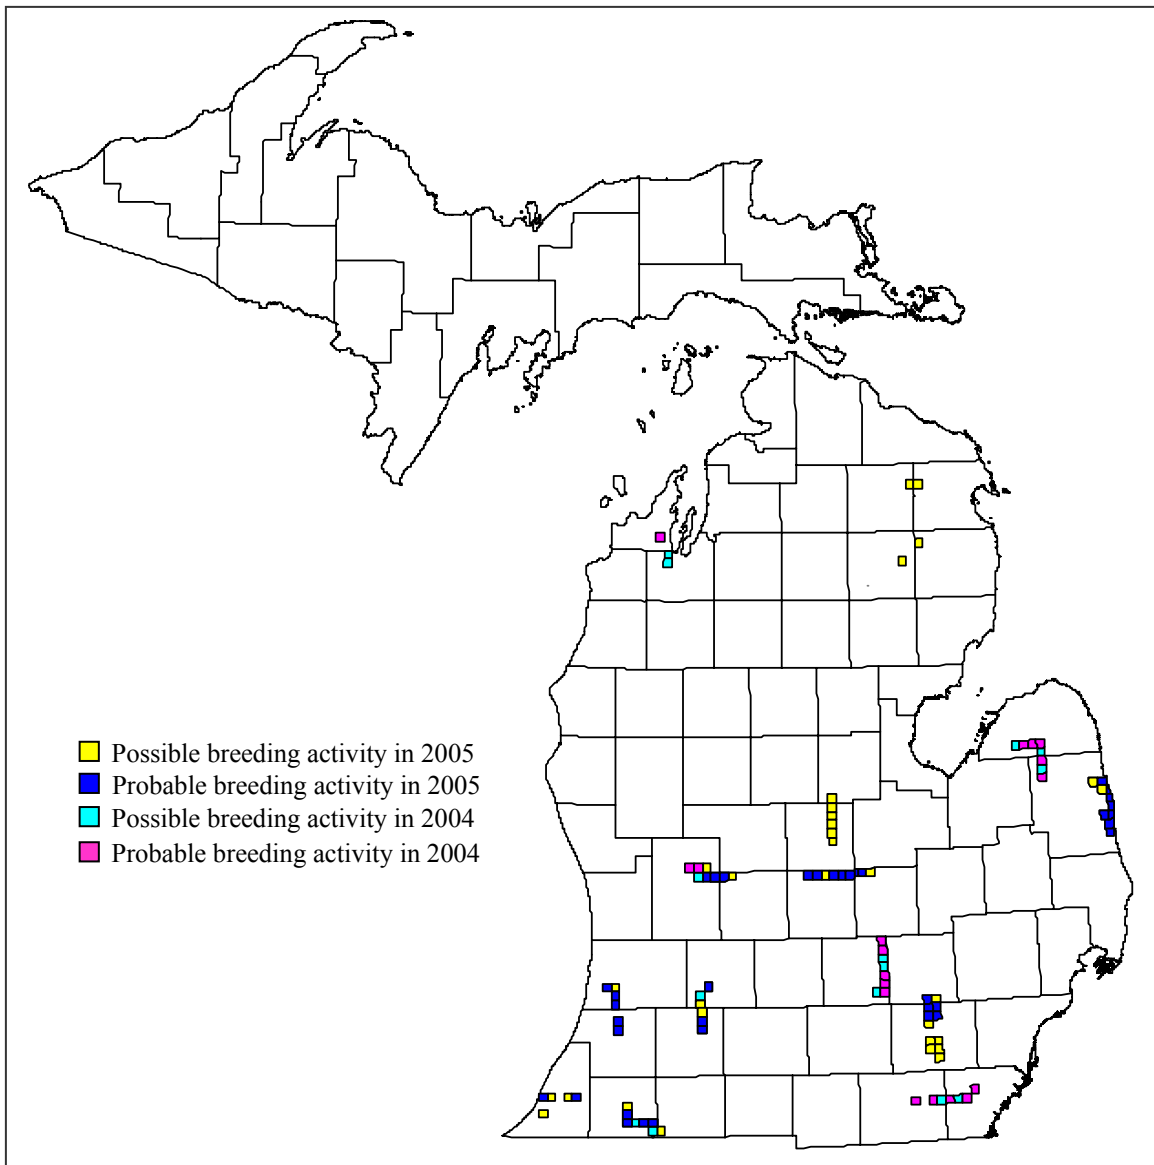 Possible breeding activity in 2005
Probable breeding activity in 2005
Possible breeding activity in 2004
Probable breeding activity in 2004